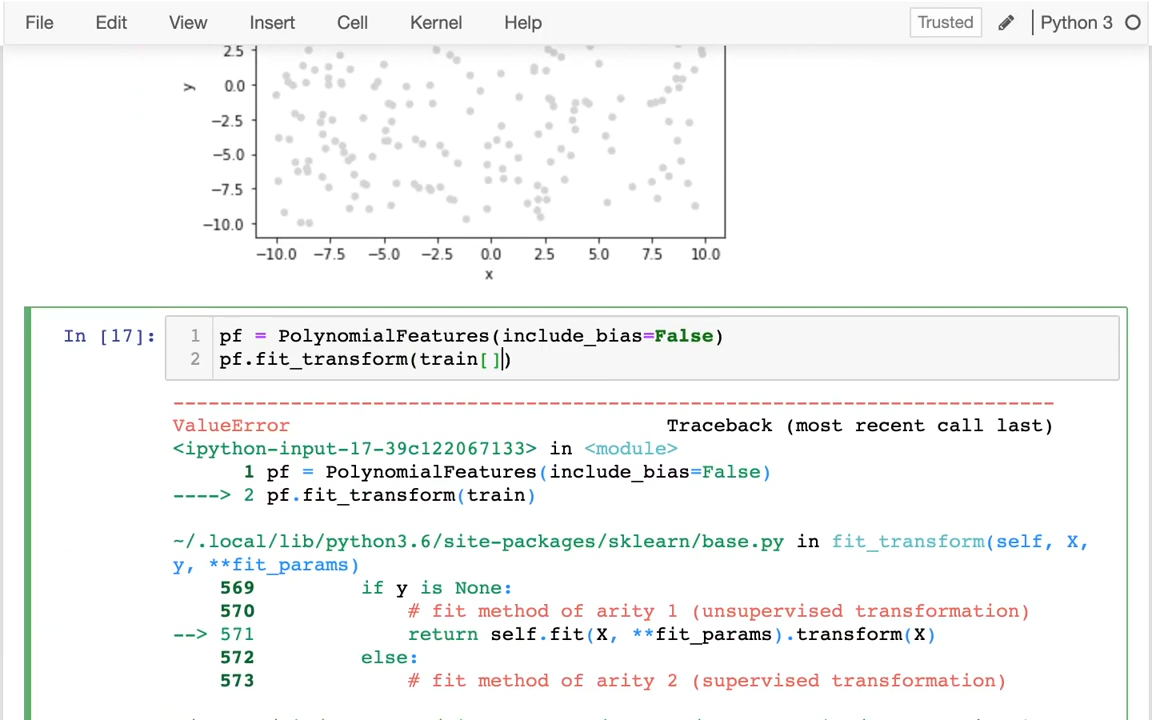 File Edit View Insert Cell Kernel Help Trusted Python 3
2.5
0.0
y
−2.5
−5.0
−7.5
−10.0
−10.0 −7.5 −5.0 −2.5 0.0 2.5 5.0 7.5 10.0
x
In [17]: 1 pf = PolynomialFeatures(include_bias=False)
2 pf.fit_transform(train[])
---------------------------------------------------------------------------
ValueError Traceback (most recent call last)
<ipython-input-17-39c122067133> in <module>
1 pf = PolynomialFeatures(include_bias=False)
----> 2 pf.fit_transform(train)
~/.local/lib/python3.6/site-packages/sklearn/base.py in fit_transform(self, X,
y, **fit_params)
569 if y is None:
570 # fit method of arity 1 (unsupervised transformation)
--> 571 return self.fit(X, **fit_params).transform(X)
572 else:
573 # fit method of arity 2 (supervised transformation)